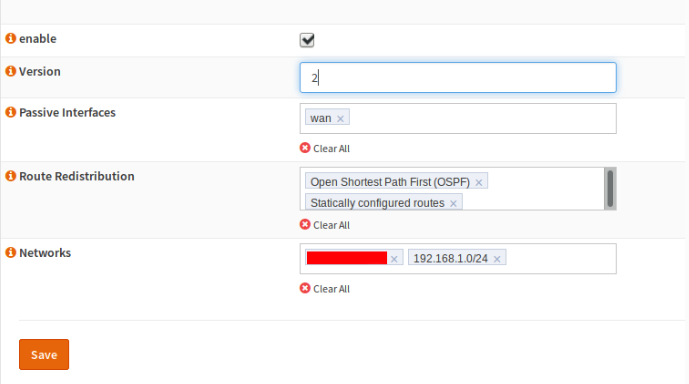 enable
Version
2
Passive Interfaces
wan ×
Clear All
Route Redistribution
Open Shortest Path First (OSPF) ×
Statically configured routes ×
Clear All
Networks
× 192.168.1.0/24 ×
Clear All
Save